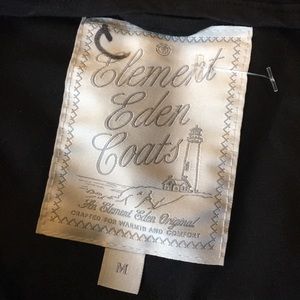 Element
Eden
Coats
An Element Eden Original
CRAFTED FOR WARMTH AND COMFORT
M